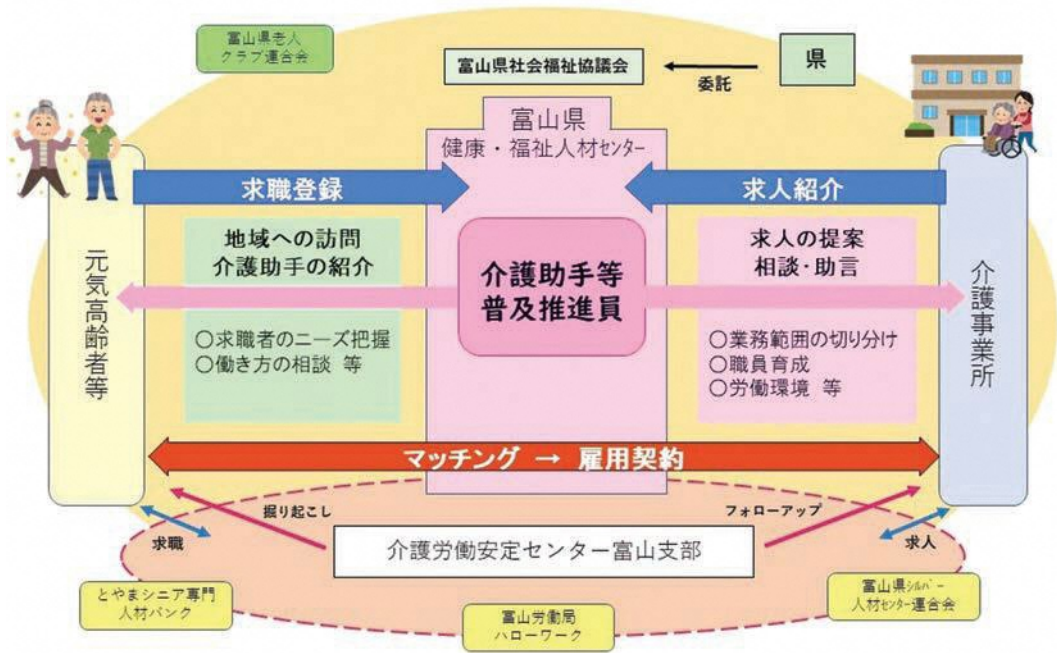 富山県老人
クラブ連合会
富山県社会福祉協議会
委託
県
富山県
健康・福祉人材センター
求職登録
求人紹介
元気高齢者等
地域への訪問
介護助手の紹介
○求職者のニーズ把握
○働き方の相談 等
介護助手等
普及推進員
求人の提案
相談・助言
○業務範囲の切り分け
○職員育成
○労働環境 等
介護事業所
マッチング → 雇用契約
掘り起こし
フォローアップ
求職
介護労働安定センター富山支部
求人
とやまシニア専門
人材バンク
富山労働局
ハローワーク
富山県シルバー
人材センター連合会